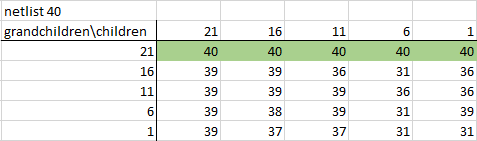 netlist 40
grandchildren\children 21 16 11 6 1
21 40 40 40 40 40
16 39 39 36 31 36
11 39 39 39 36 36
6 39 38 39 31 39
1 39 37 37 31 31